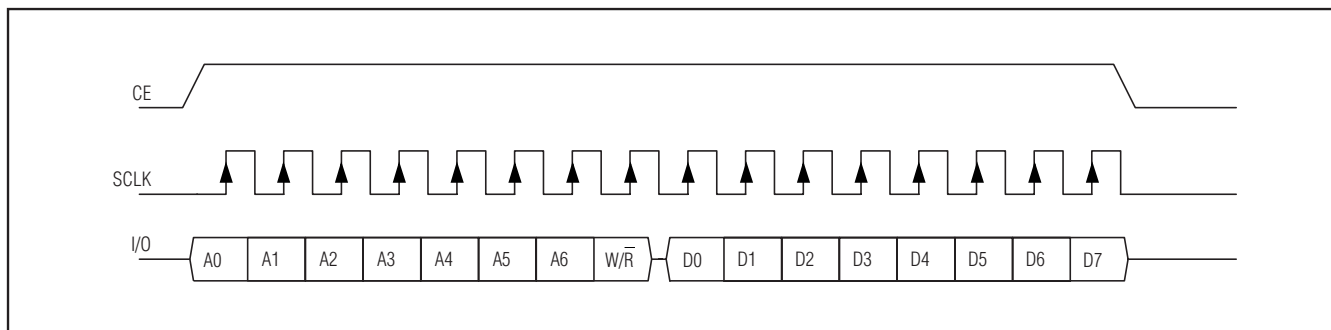 CE
SCLK
I/O A0 A1 A2 A3 A4 A5 A6 W/R̅ D0 D1 D2 D3 D4 D5 D6 D7